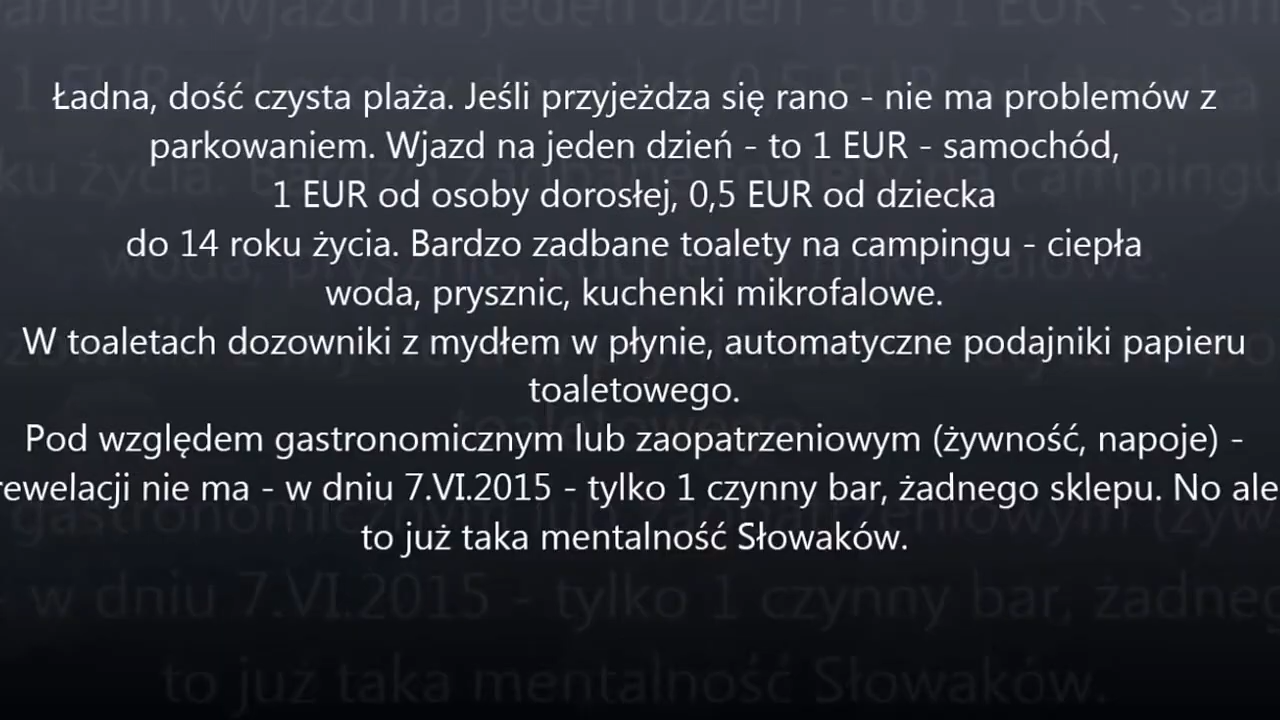 Ładna, dość czysta plaża. Jeśli przyjeżdza się rano - nie ma problemów z
parkowaniem. Wjazd na jeden dzień - to 1 EUR - samochód,
1 EUR od osoby dorosłej, 0,5 EUR od dziecka
do 14 roku życia. Bardzo zadbane toalety na campingu - ciepła
woda, prysznic, kuchenki mikrofalowe.
W toaletach dozowniki z mydłem w płynie, automatyczne podajniki papieru
toaletowego.
Pod względem gastronomicznym lub zaopatrzeniowym (żywność, napoje) -
rewelacji nie ma - w dniu 7.VI.2015 - tylko 1 czynny bar, żadnego sklepu. No ale
to już taka mentalność Słowaków.